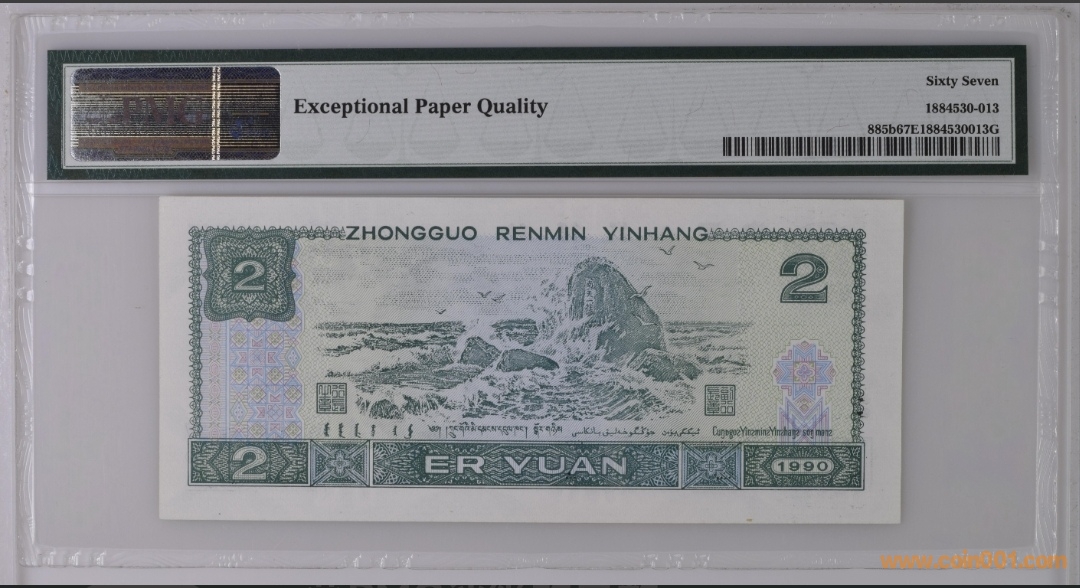 Sixty Seven
Exceptional Paper Quality
1884530-013
885b67E1884530013G
ZHONGGUO RENMIN YINHANG
2
2
2
ER YUAN
1990
www.coin001.com